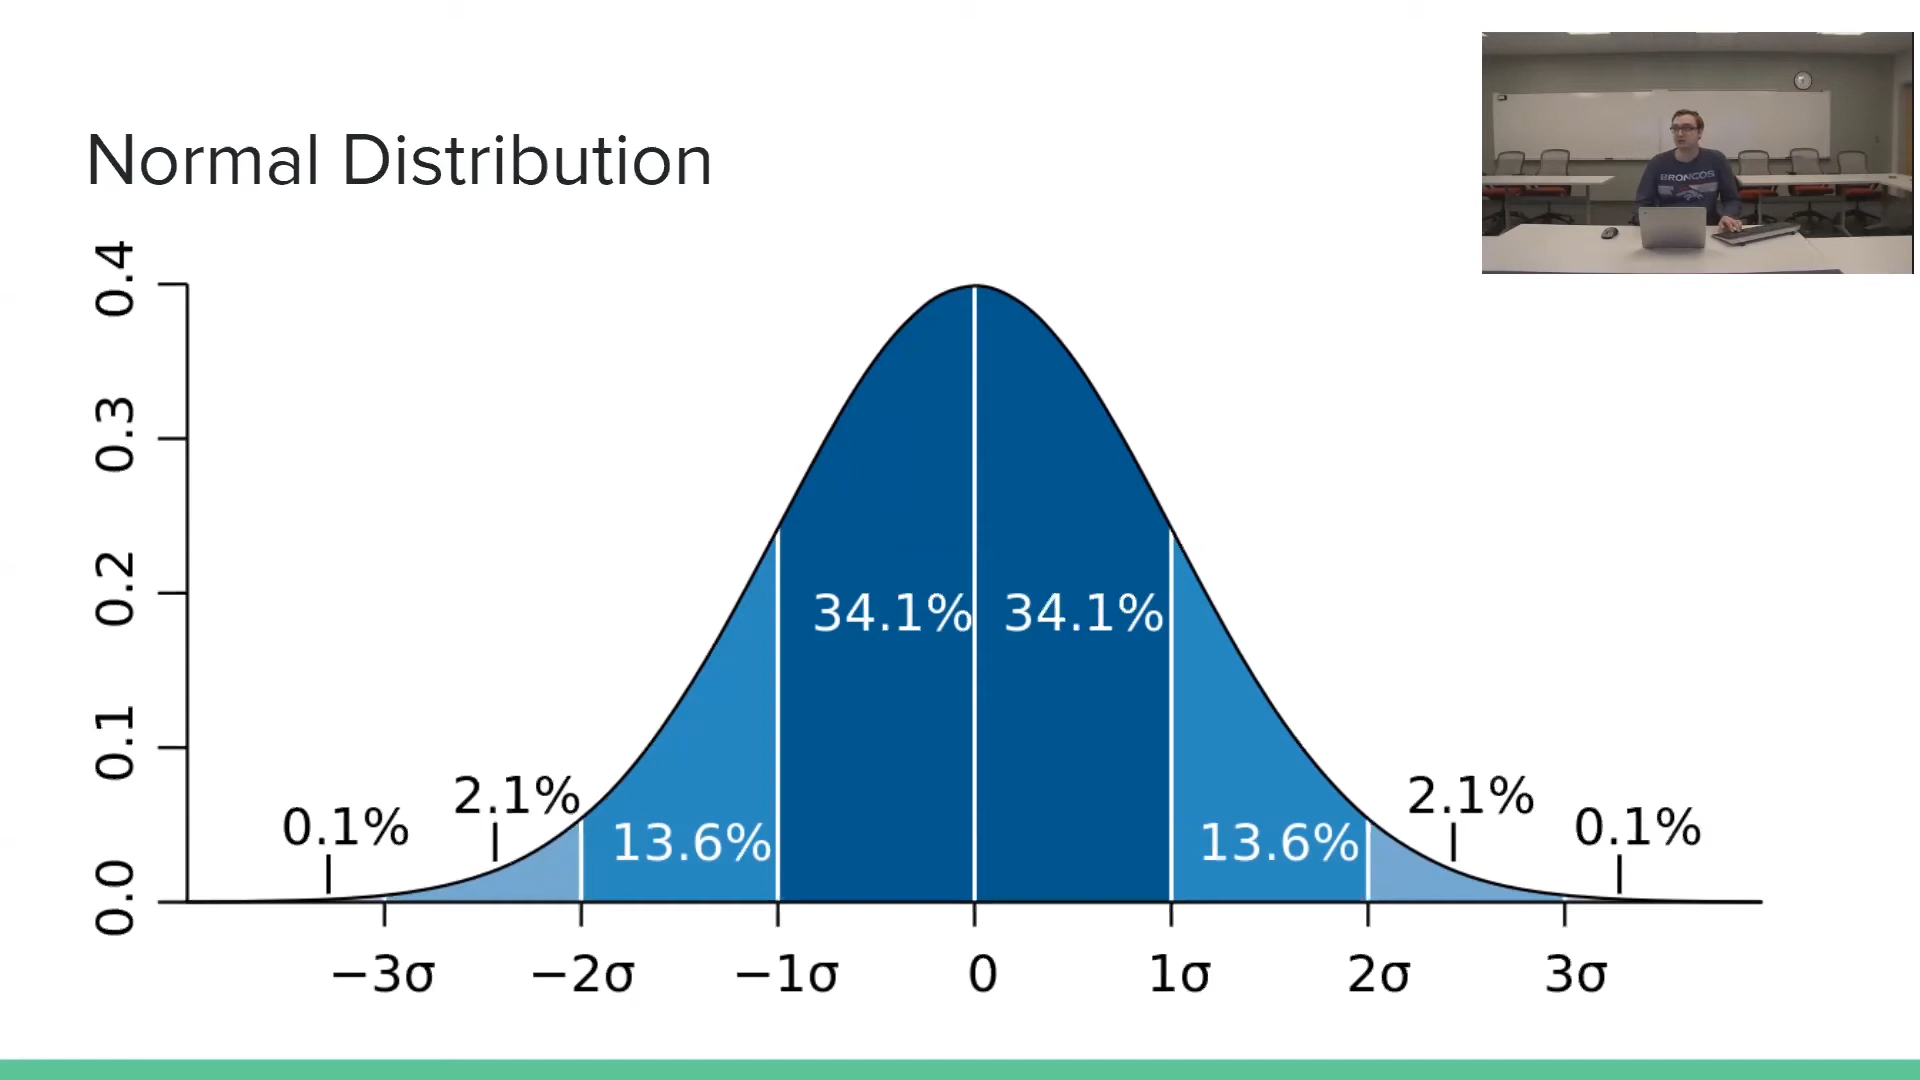 Normal Distribution
BRONCOS
0.4
0.3
0.2
0.1
0.0
34.1% 34.1%
0.1% 2.1% 13.6% 13.6% 2.1% 0.1%
−3σ −2σ −1σ 0 1σ 2σ 3σ